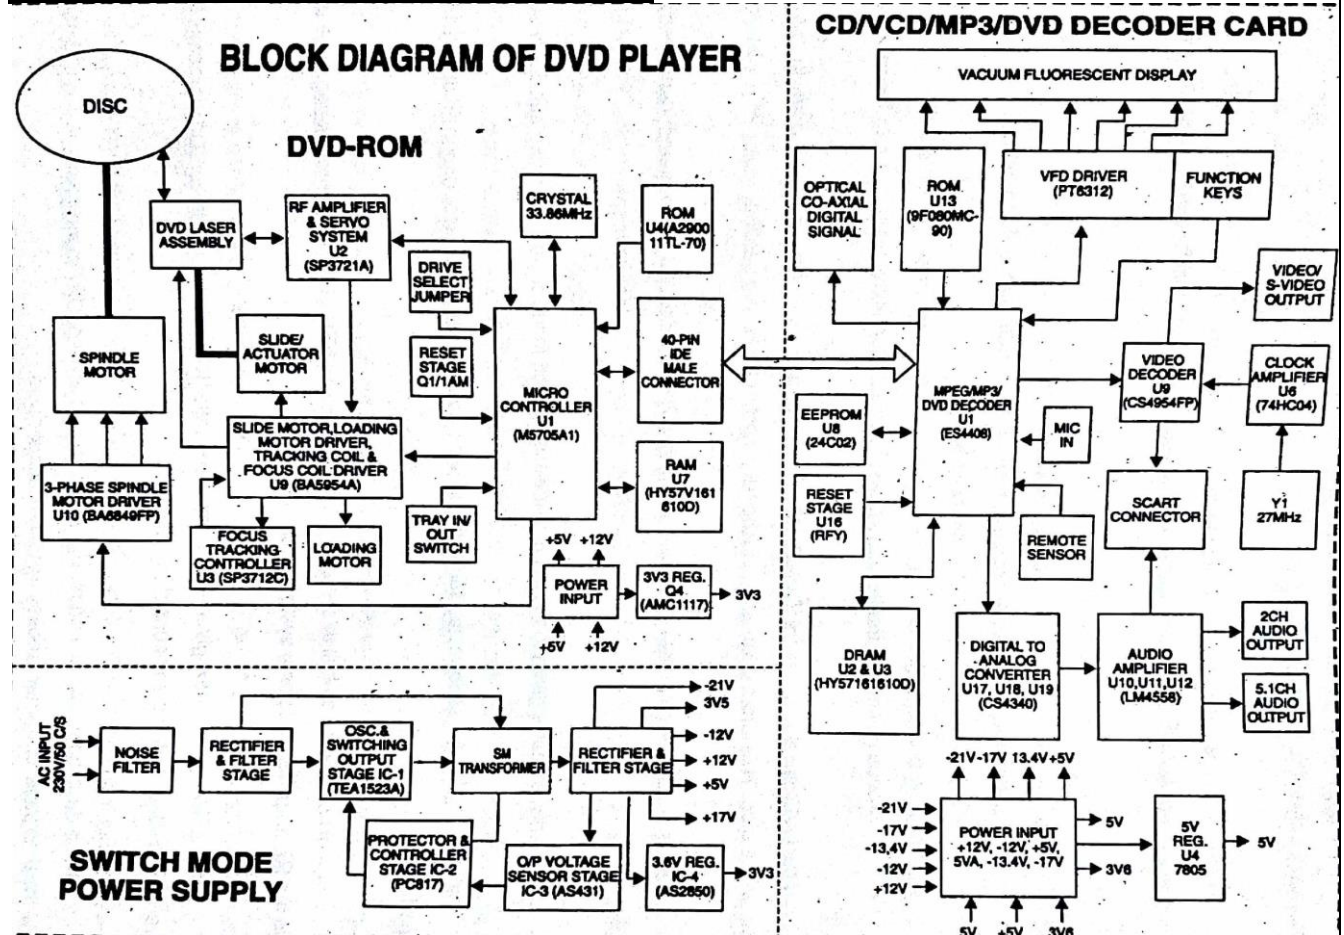 BLOCK DIAGRAM OF DVD PLAYER
DVD-ROM
DISC
DVD LASER
ASSEMBLY
RF AMPLIFIER
& SERVO
SYSTEM
U2
(SP3721A)
CRYSTAL
33.86MHz
ROM
U4(A2900
11TL-70)
DRIVE
SELECT
JUMPER
SPINDLE
MOTOR
SLIDE/
ACTUATOR
MOTOR
RESET
STAGE
Q1/1AM
MICRO
CONTROLLER
U1
(M5705A1)
40-PIN
IDE
MALE
CONNECTOR
SLIDE MOTOR,LOADING
MOTOR DRIVER,
TRACKING COIL &
FOCUS COIL DRIVER
U9 (BA5954A)
3-PHASE SPINDLE
MOTOR DRIVER
U10 (BA6849FP)
RAM
U7
(HY57V161
610D)
TRAY IN/
OUT
SWITCH
FOCUS
TRACKING
CONTROLLER
U3 (SP3712C)
LOADING
MOTOR
+5V +12V
POWER
INPUT
+5V +12V
3V3 REG.
Q4
(AMC1117)
3V3
CD/VCD/MP3/DVD DECODER CARD
VACUUM FLUORESCENT DISPLAY
OPTICAL
CO-AXIAL
DIGITAL
SIGNAL
ROM
U13
(9F080MC-
90)
VFD DRIVER
(PT6312)
FUNCTION
KEYS
VIDEO/
S-VIDEO
OUTPUT
MPEG/MP3/
DVD DECODER
U1
(ES4408)
VIDEO
DECODER
U9
(CS4954FP)
CLOCK
AMPLIFIER
U6
(74HC04)
EEPROM
U8
(24C02)
MIC
IN
RESET
STAGE
U16
(RFY)
REMOTE
SENSOR
SCART
CONNECTOR
Y1
27MHz
DRAM
U2 & U3
(HY57161610D)
DIGITAL TO
ANALOG
CONVERTER
U17, U18, U19
(CS4340)
AUDIO
AMPLIFIER
U10,U11,U12
(LM4558)
2CH
AUDIO
OUTPUT
5.1CH
AUDIO
OUTPUT
-21V -17V 13.4V +5V
-21V
-17V
-13,4V
-12V
+12V
POWER INPUT
+12V, -12V, +5V,
5VA, -13.4V, -17V
5V
3V6
5V +5V 3V6
5V
REG.
U4
7805
5V
AC INPUT
230V/50 C/S
NOISE
FILTER
RECTIFIER
& FILTER
STAGE
OSC.&
SWITCHING
OUTPUT
STAGE IC-1
(TEA1523A)
SM
TRANSFORMER
RECTIFIER &
FILTER STAGE
-21V
3V5
-12V
+12V
+5V
+17V
PROTECTOR &
CONTROLLER
STAGE IC-2
(PC817)
O/P VOLTAGE
SENSOR STAGE
IC-3 (AS431)
3.6V REG.
IC-4
(AS2850)
3V3
SWITCH MODE
POWER SUPPLY